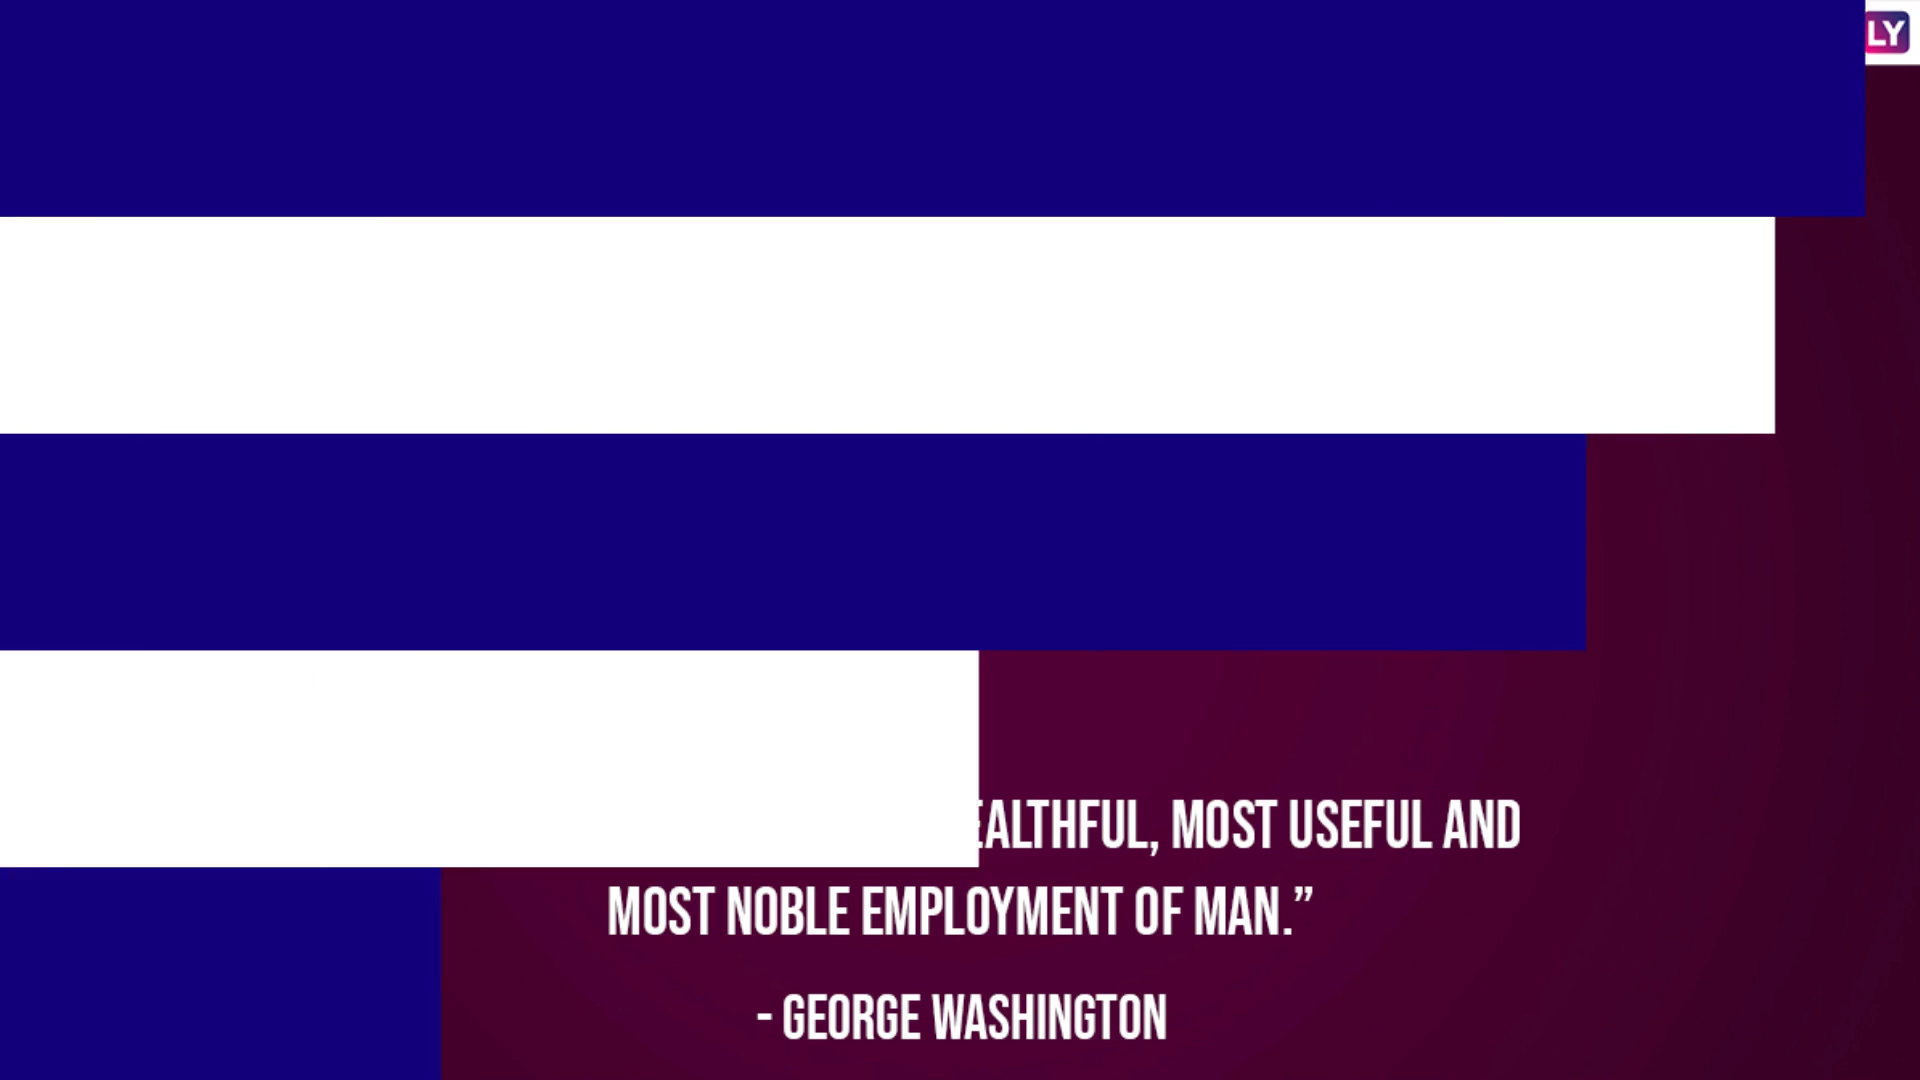 LY
EALTHFUL, MOST USEFUL AND
MOST NOBLE EMPLOYMENT OF MAN.”
- GEORGE WASHINGTON